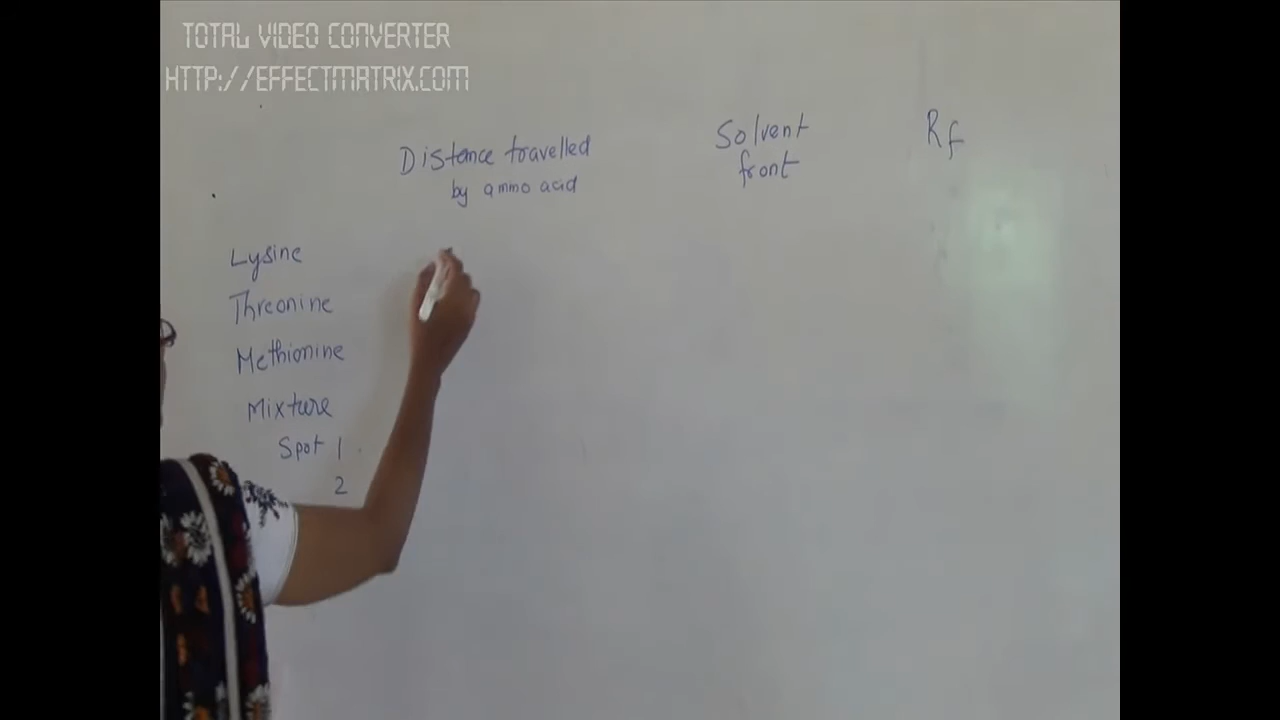 TOTAL VIDEO CONVERTER
HTTP://EFFECTMATRIX.COM
Distance travelled
by ammo acid
Solvent
front
Rf
Lysine
Threonine
Methionine
Mixture
Spot 1
2